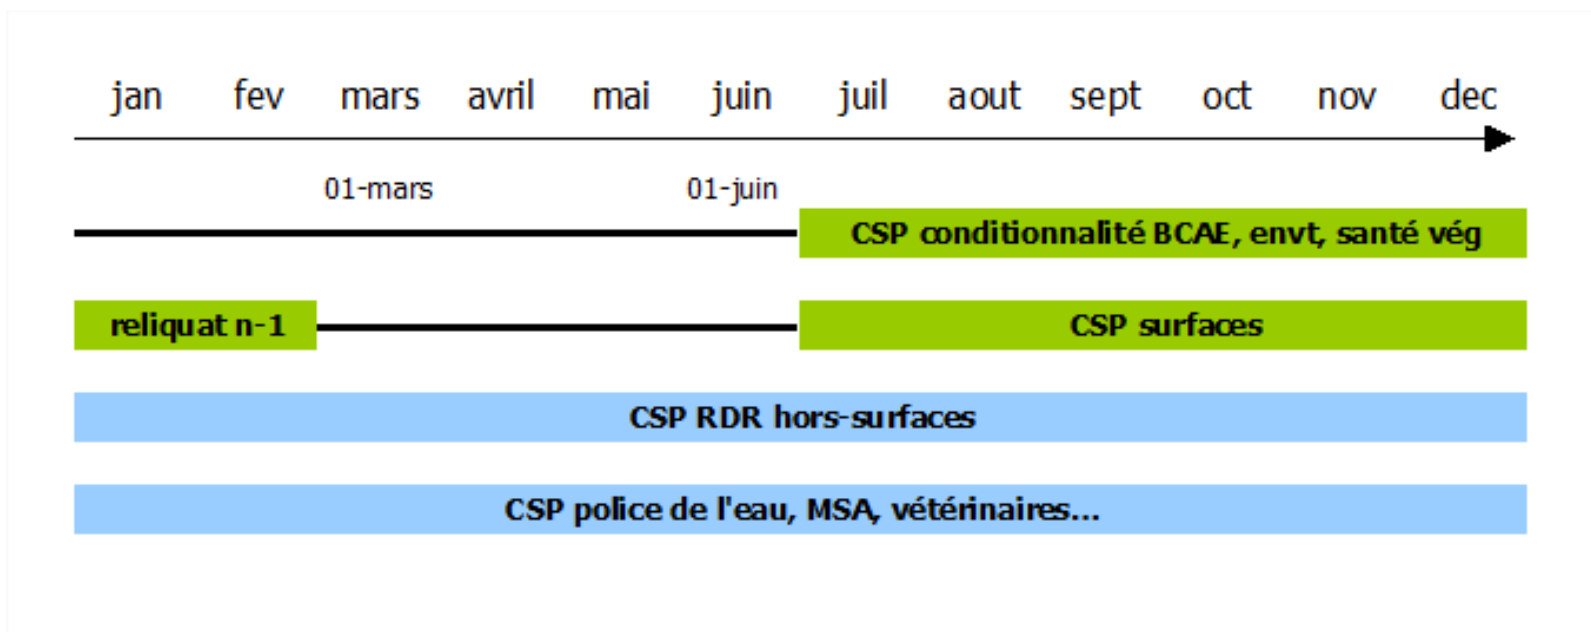 jan fev mars avril mai juin juil aout sept oct nov dec
01-mars 01-juin
CSP conditionnalité BCAE, envt, santé vég
reliquat n-1 CSP surfaces
CSP RDR hors-surfaces
CSP police de l'eau, MSA, vétérinaires...